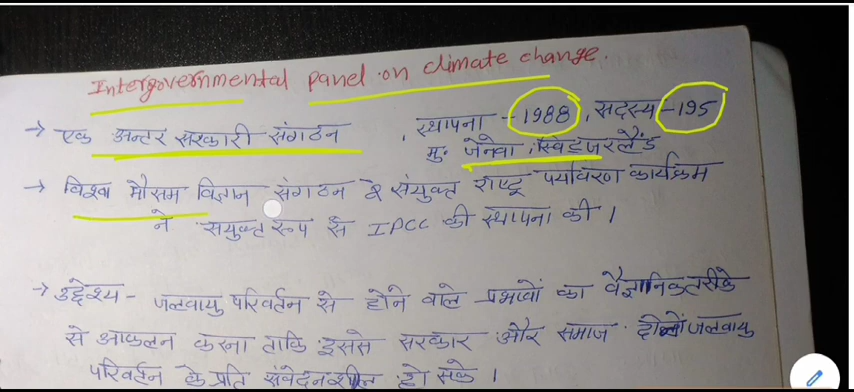 Intergovernmental panel on climate change.
→ एक अन्तर सरकारी संगठन , स्थापना - 1988 , सदस्य - 195
मु. जेनेवा , स्विटजरलैंड
→ विश्व मौसम विज्ञान संगठन व संयुक्त राष्ट्र पर्यावरण कार्यक्रम
ने संयुक्त रूप से IPCC की स्थापना की ।
→ उद्देश्य - जलवायु परिवर्तन से होने वाले प्रभावों का वैज्ञानिक तरीके
से आकलन करना ताकि इससे सरकार और समाज दोनों जलवायु
परिवर्तन के प्रति संवेदनशील हो सके ।